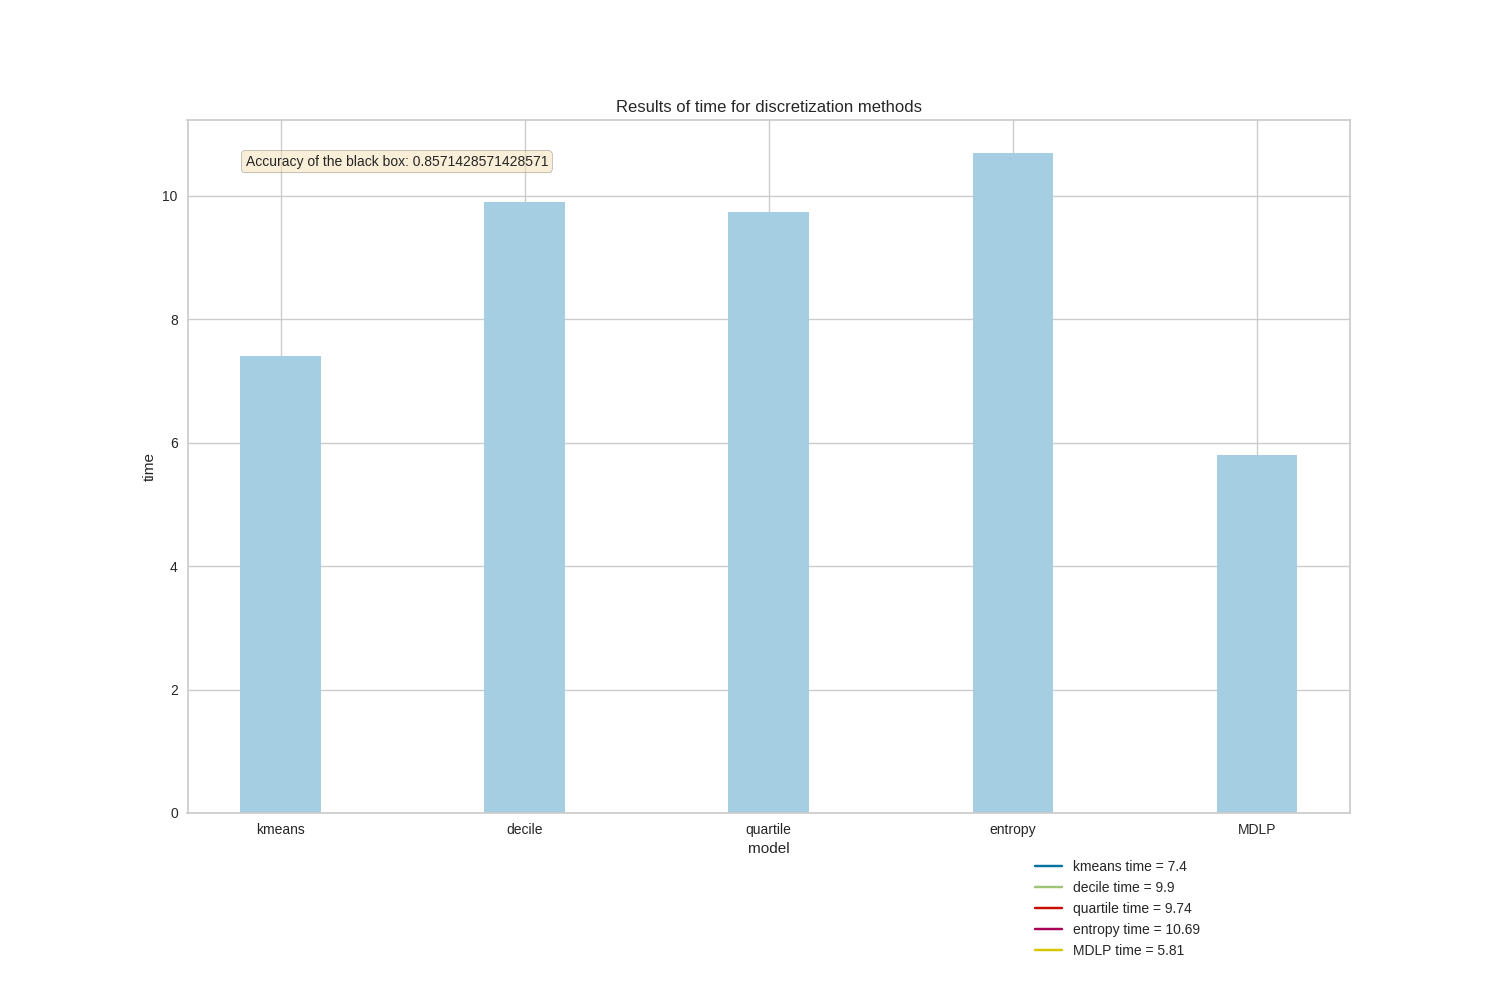 Results of time for discretization methods
Accuracy of the black box: 0.8571428571428571
10
8
6
4
2
0
time
kmeans decile quartile entropy MDLP
model
kmeans time = 7.4
decile time = 9.9
quartile time = 9.74
entropy time = 10.69
MDLP time = 5.81